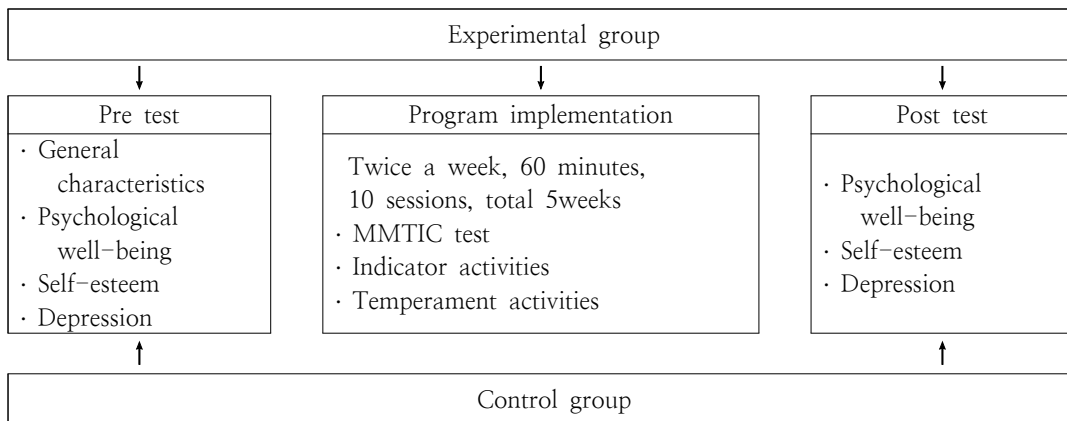 Experimental group
Pre test
· General
characteristics
· Psychological
well-being
· Self-esteem
· Depression
Program implementation
Twice a week, 60 minutes,
10 sessions, total 5weeks
· MMTIC test
· Indicator activities
· Temperament activities
Post test
· Psychological
well-being
· Self-esteem
· Depression
Control group